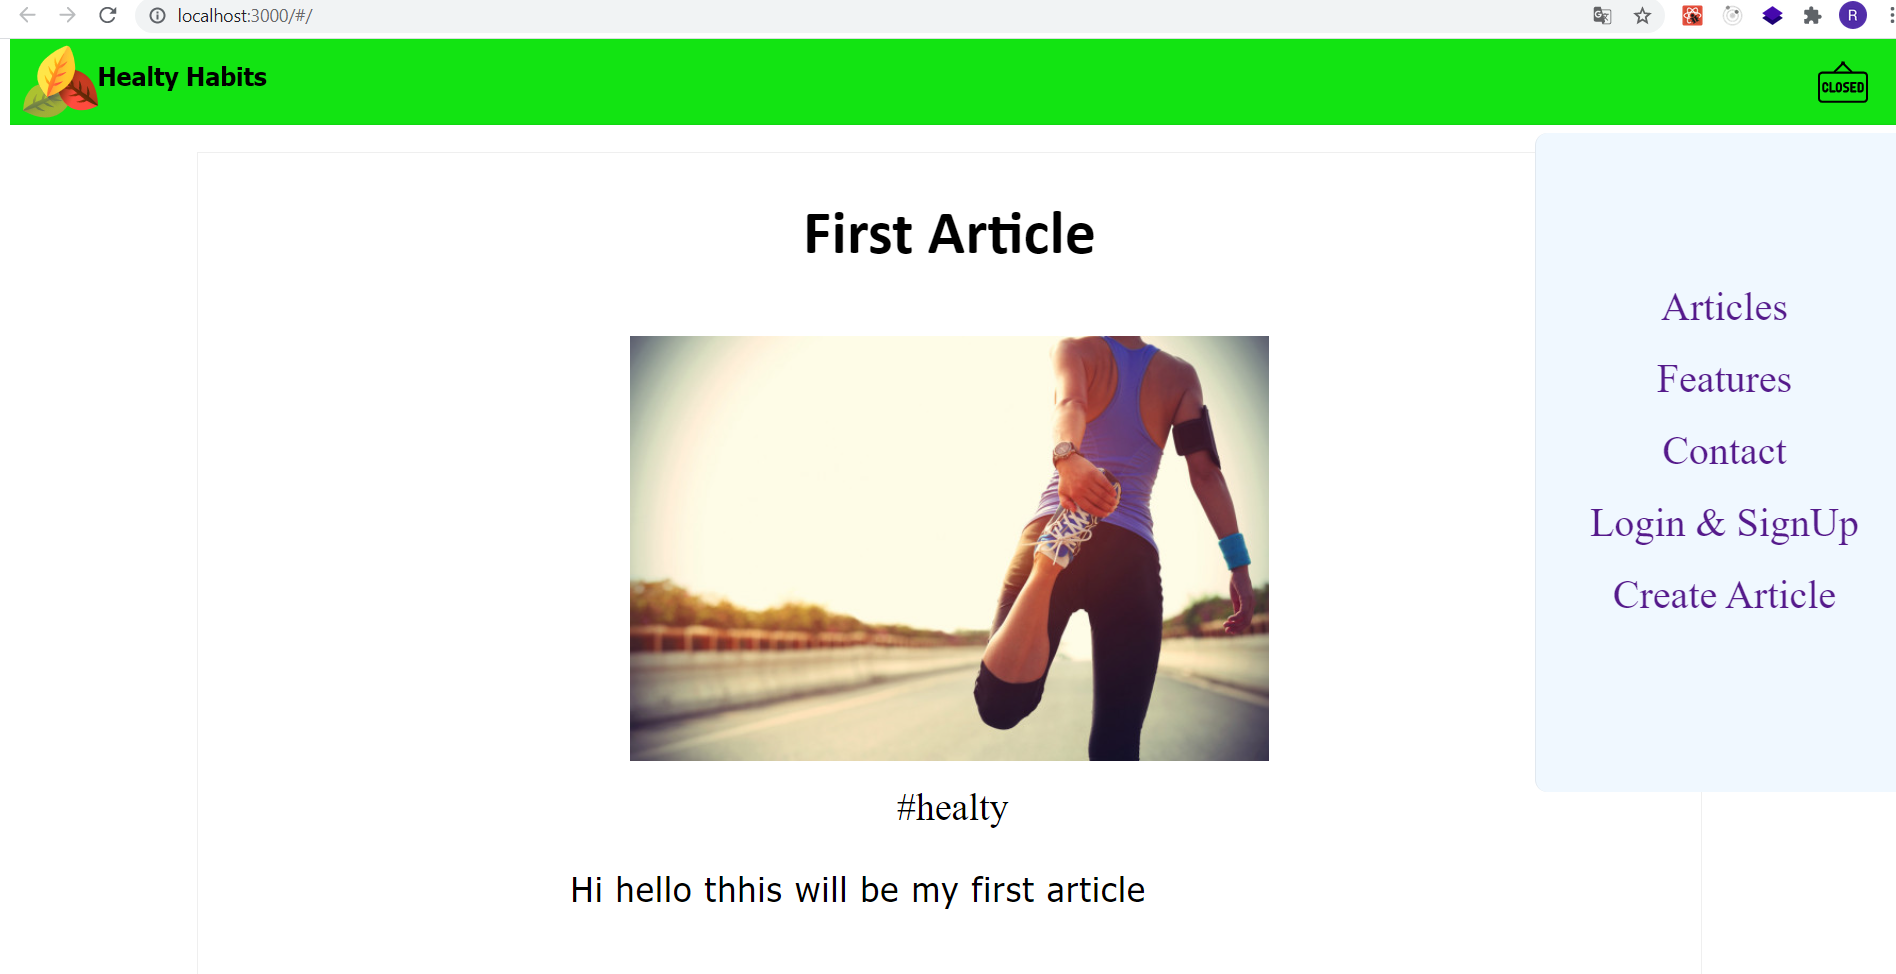 localhost:3000/#/
R
Healty Habits
CLOSED
First Article
Articles
Features
Contact
Login & SignUp
Create Article
#healty
Hi hello thhis will be my first article